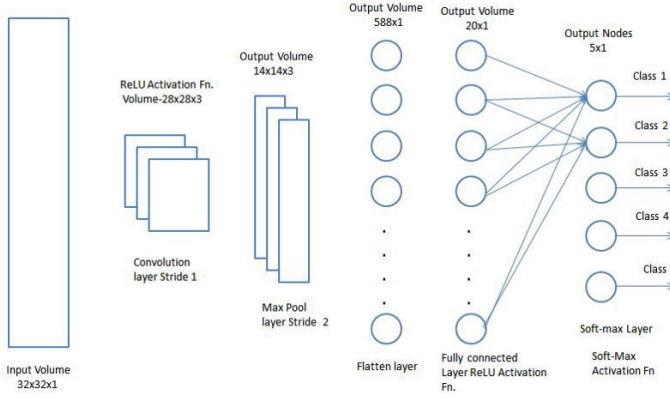 Output Volume
588x1
Output Volume
20x1
Output Nodes
5x1
Output Volume
14x14x3
ReLU Activation Fn.
Volume-28x28x3
Class 1
Class 2
Class 3
Class 4
Class
Convolution
layer Stride 1
Max Pool
layer Stride 2
Soft-max Layer
Flatten layer
Fully connected
Layer ReLU Activation
Fn.
Soft-Max
Activation Fn
Input Volume
32x32x1